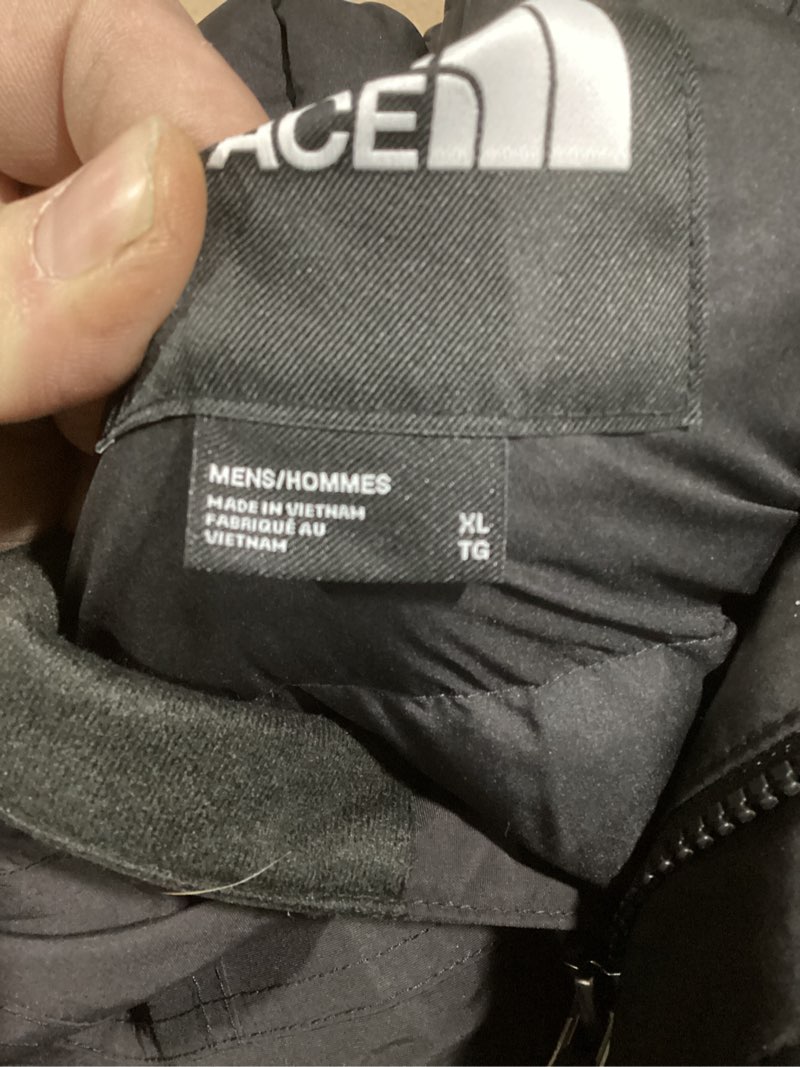 ACE
MENS/HOMMES
MADE IN VIETNAM
FABRIQUÉ AU
VIETNAM
XL
TG